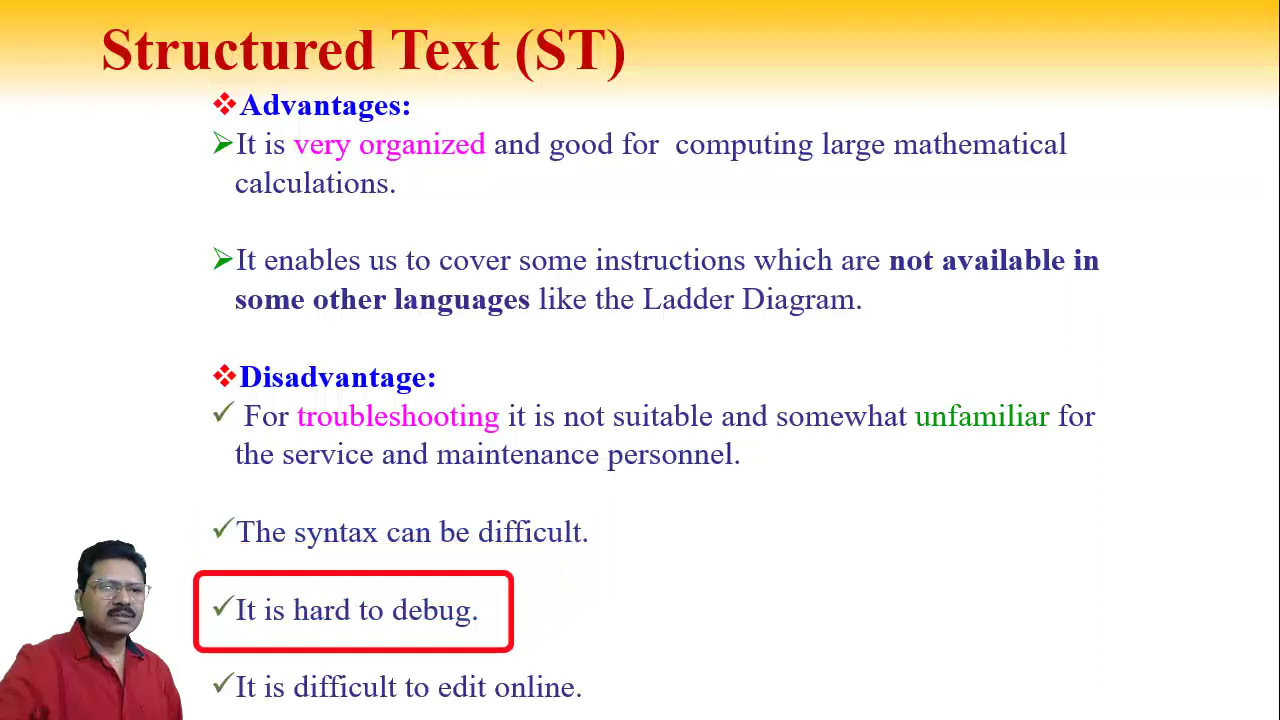 Structured Text (ST)
Advantages:
It is very organized and good for computing large mathematical
calculations.
It enables us to cover some instructions which are not available in
some other languages like the Ladder Diagram.
Disadvantage:
For troubleshooting it is not suitable and somewhat unfamiliar for
the service and maintenance personnel.
The syntax can be difficult.
It is hard to debug.
It is difficult to edit online.